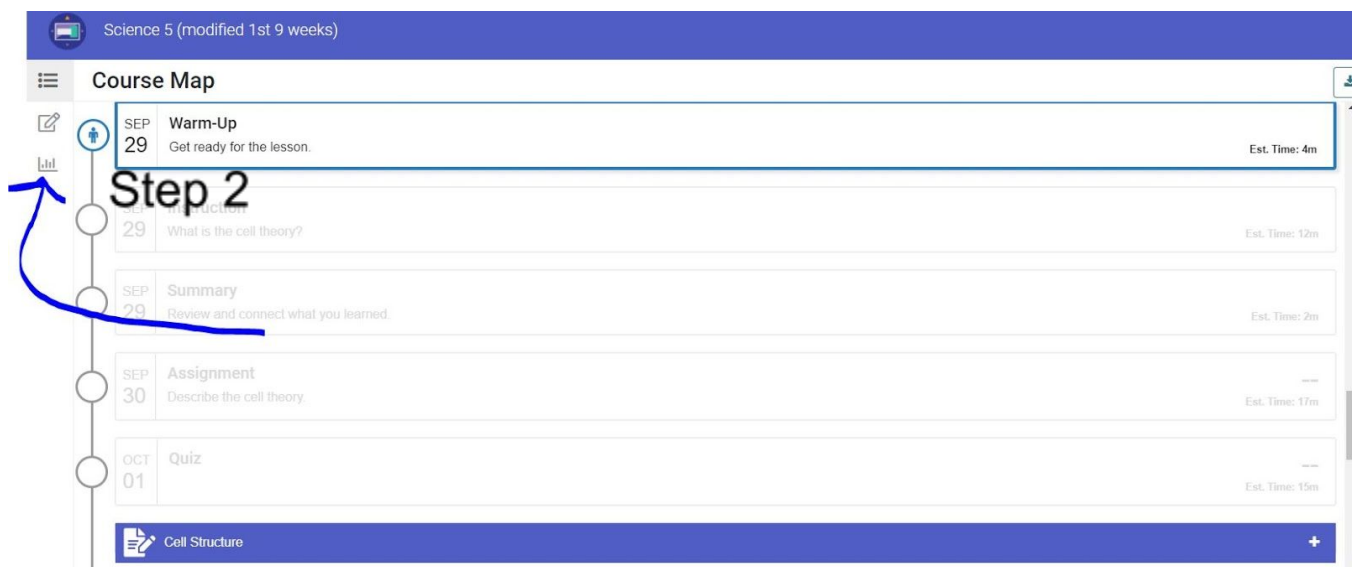 Science 5 (modified 1st 9 weeks)
Course Map
SEP
29
Warm-Up
Get ready for the lesson.
Est. Time: 4m
Step 2
SEP
29
Instruction
What is the cell theory?
Est. Time: 12m
SEP
29
Summary
Review and connect what you learned.
Est. Time: 2m
SEP
30
Assignment
Describe the cell theory.
--
Est. Time: 17m
OCT
01
Quiz
--
Est. Time: 15m
Cell Structure
+